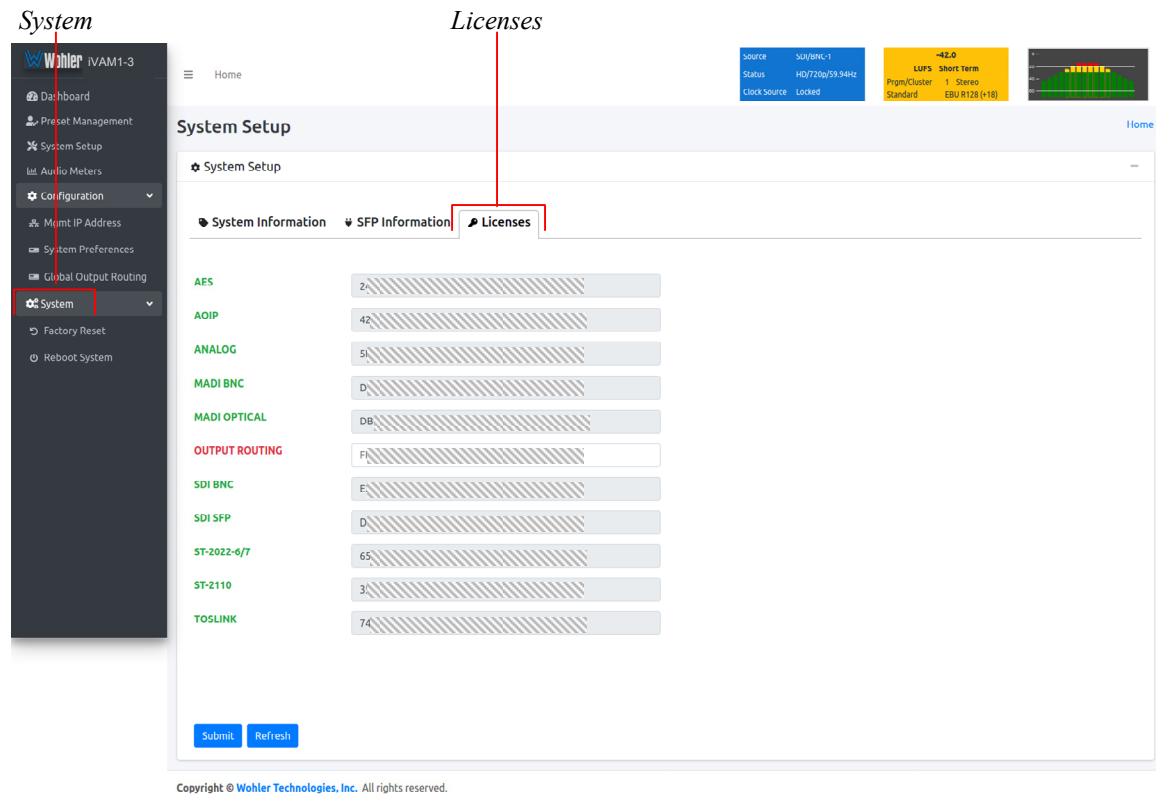 System
Licenses
Wohler iVAM1-3
Dashboard
Preset Management
System Setup
Audio Meters
Configuration
Mgmt IP Address
System Preferences
Global Output Routing
System
Factory Reset
Reboot System
Home
Source SDI/BNC-1
Status HD/720p/59.94Hz
Clock Source Locked
-42.0
LUFS Short Term
Prgm/Cluster 1 Stereo
Standard EBU R128 (+18)
System Setup
Home
System Setup
System Information
SFP Information
Licenses
AES
AOIP 42
ANALOG
MADI BNC D
MADI OPTICAL DB
OUTPUT ROUTING
SDI BNC
SDI SFP D
ST-2022-6/7 65
ST-2110
TOSLINK 74
Submit Refresh
Copyright © Wohler Technologies, Inc. All rights reserved.